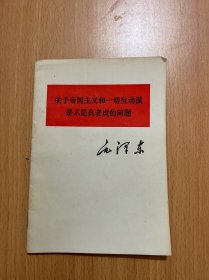 关于帝国主义和一切反动派
是不是真老虎的问题
毛泽东